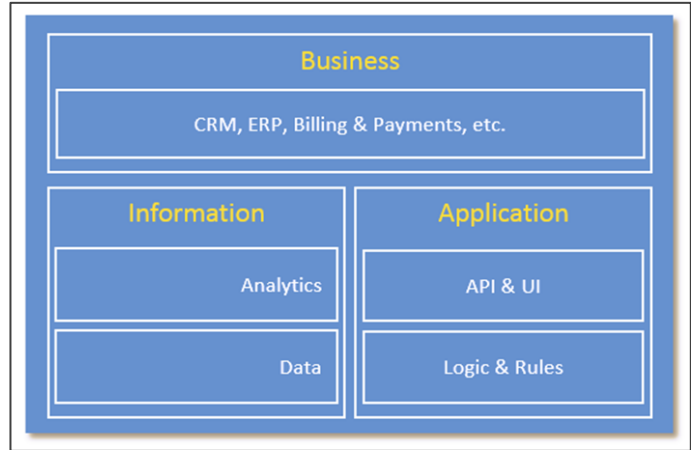 Business
CRM, ERP, Billing & Payments, etc.
Information
Analytics
Data
Application
API & UI
Logic & Rules